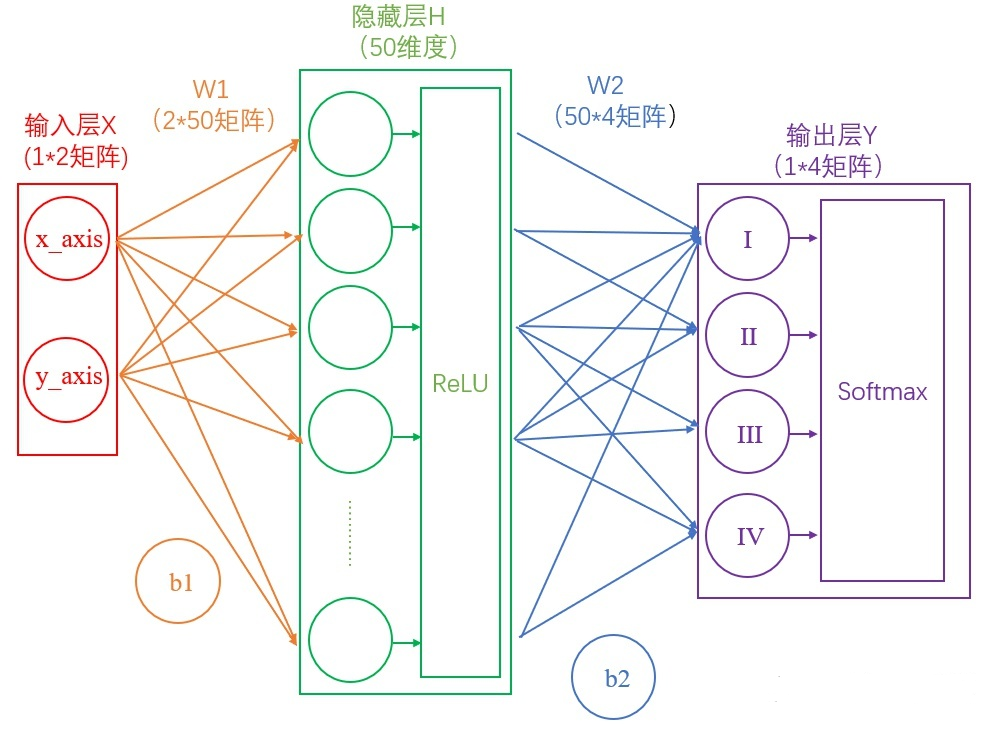 隐藏层H
（50维度）
W1
（2*50矩阵）
W2
（50*4矩阵）
输入层X
(1*2矩阵)
输出层Y
（1*4矩阵）
x_axis
y_axis
ReLU
I
II
III
IV
Softmax
b1
b2